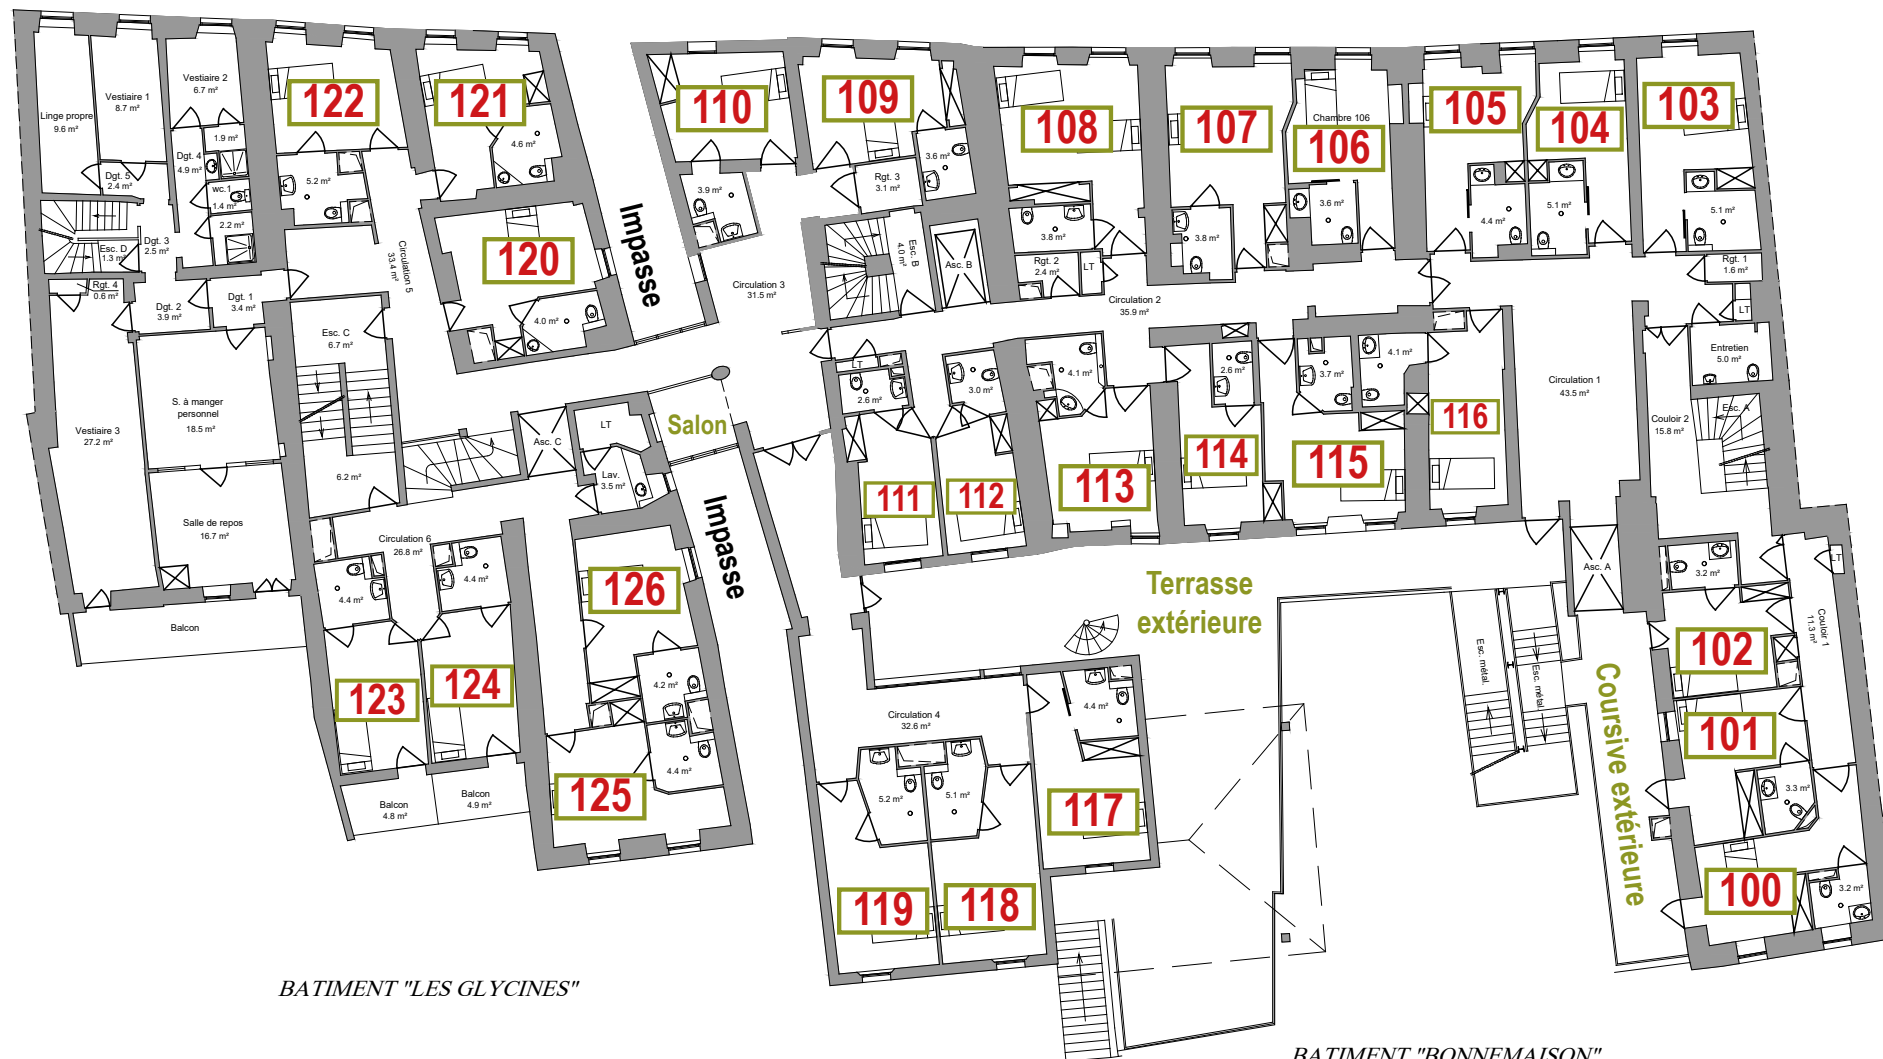 Linge propre
9.6 m²
Vestiaire 1
8.7 m²
Vestiaire 2
6.7 m²
122
121
110
109
108
107
Chambre 106
106
105
104
103
1.9 m²
Dgt. 4
4.9 m²
Dgt. 5
2.4 m²
wc.1
1.4 m²
2.2 m²
5.2 m²
4.6 m²
3.9 m²
Rgt. 3
3.1 m²
3.6 m²
3.8 m²
3.8 m²
3.6 m²
4.4 m²
5.1 m²
5.1 m²
Esc. D
1.3 m²
Dgt. 3
2.5 m²
Rgt. 4
0.6 m²
Dgt. 2
3.9 m²
Dgt. 1
3.4 m²
Circulation 5
33.4 m²
120
4.0 m²
Impasse
Circulation 3
31.5 m²
Esc. B
4.0 m²
Asc. B
Rgt. 2
2.4 m²
LT
Circulation 2
35.9 m²
Rgt. 1
1.6 m²
LT
Entretien
5.0 m²
Esc. C
6.7 m²
S. à manger
personnel
18.5 m²
Vestiaire 3
27.2 m²
6.2 m²
Salle de repos
16.7 m²
Asc. C
LT
Lav.
3.5 m²
Salon
Impasse
LT
2.6 m²
3.0 m²
4.1 m²
2.6 m²
3.7 m²
4.1 m²
111
112
113
114
115
116
Circulation 1
43.5 m²
Couloir 2
15.8 m²
Esc. A
Asc. A
Circulation 6
26.8 m²
4.4 m²
4.4 m²
Balcon
123
124
126
4.2 m²
4.4 m²
125
Balcon
4.8 m²
Balcon
4.9 m²
Terrasse
extérieure
Circulation 4
32.6 m²
4.4 m²
5.2 m²
5.1 m²
117
119
118
Esc. métal.
Esc. métal
Coursive extérieure
3.2 m²
LT
Couloir 1
11.3 m²
102
101
3.3 m²
100
3.2 m²
BATIMENT "LES GLYCINES"
BATIMENT "BONNEMAISON"